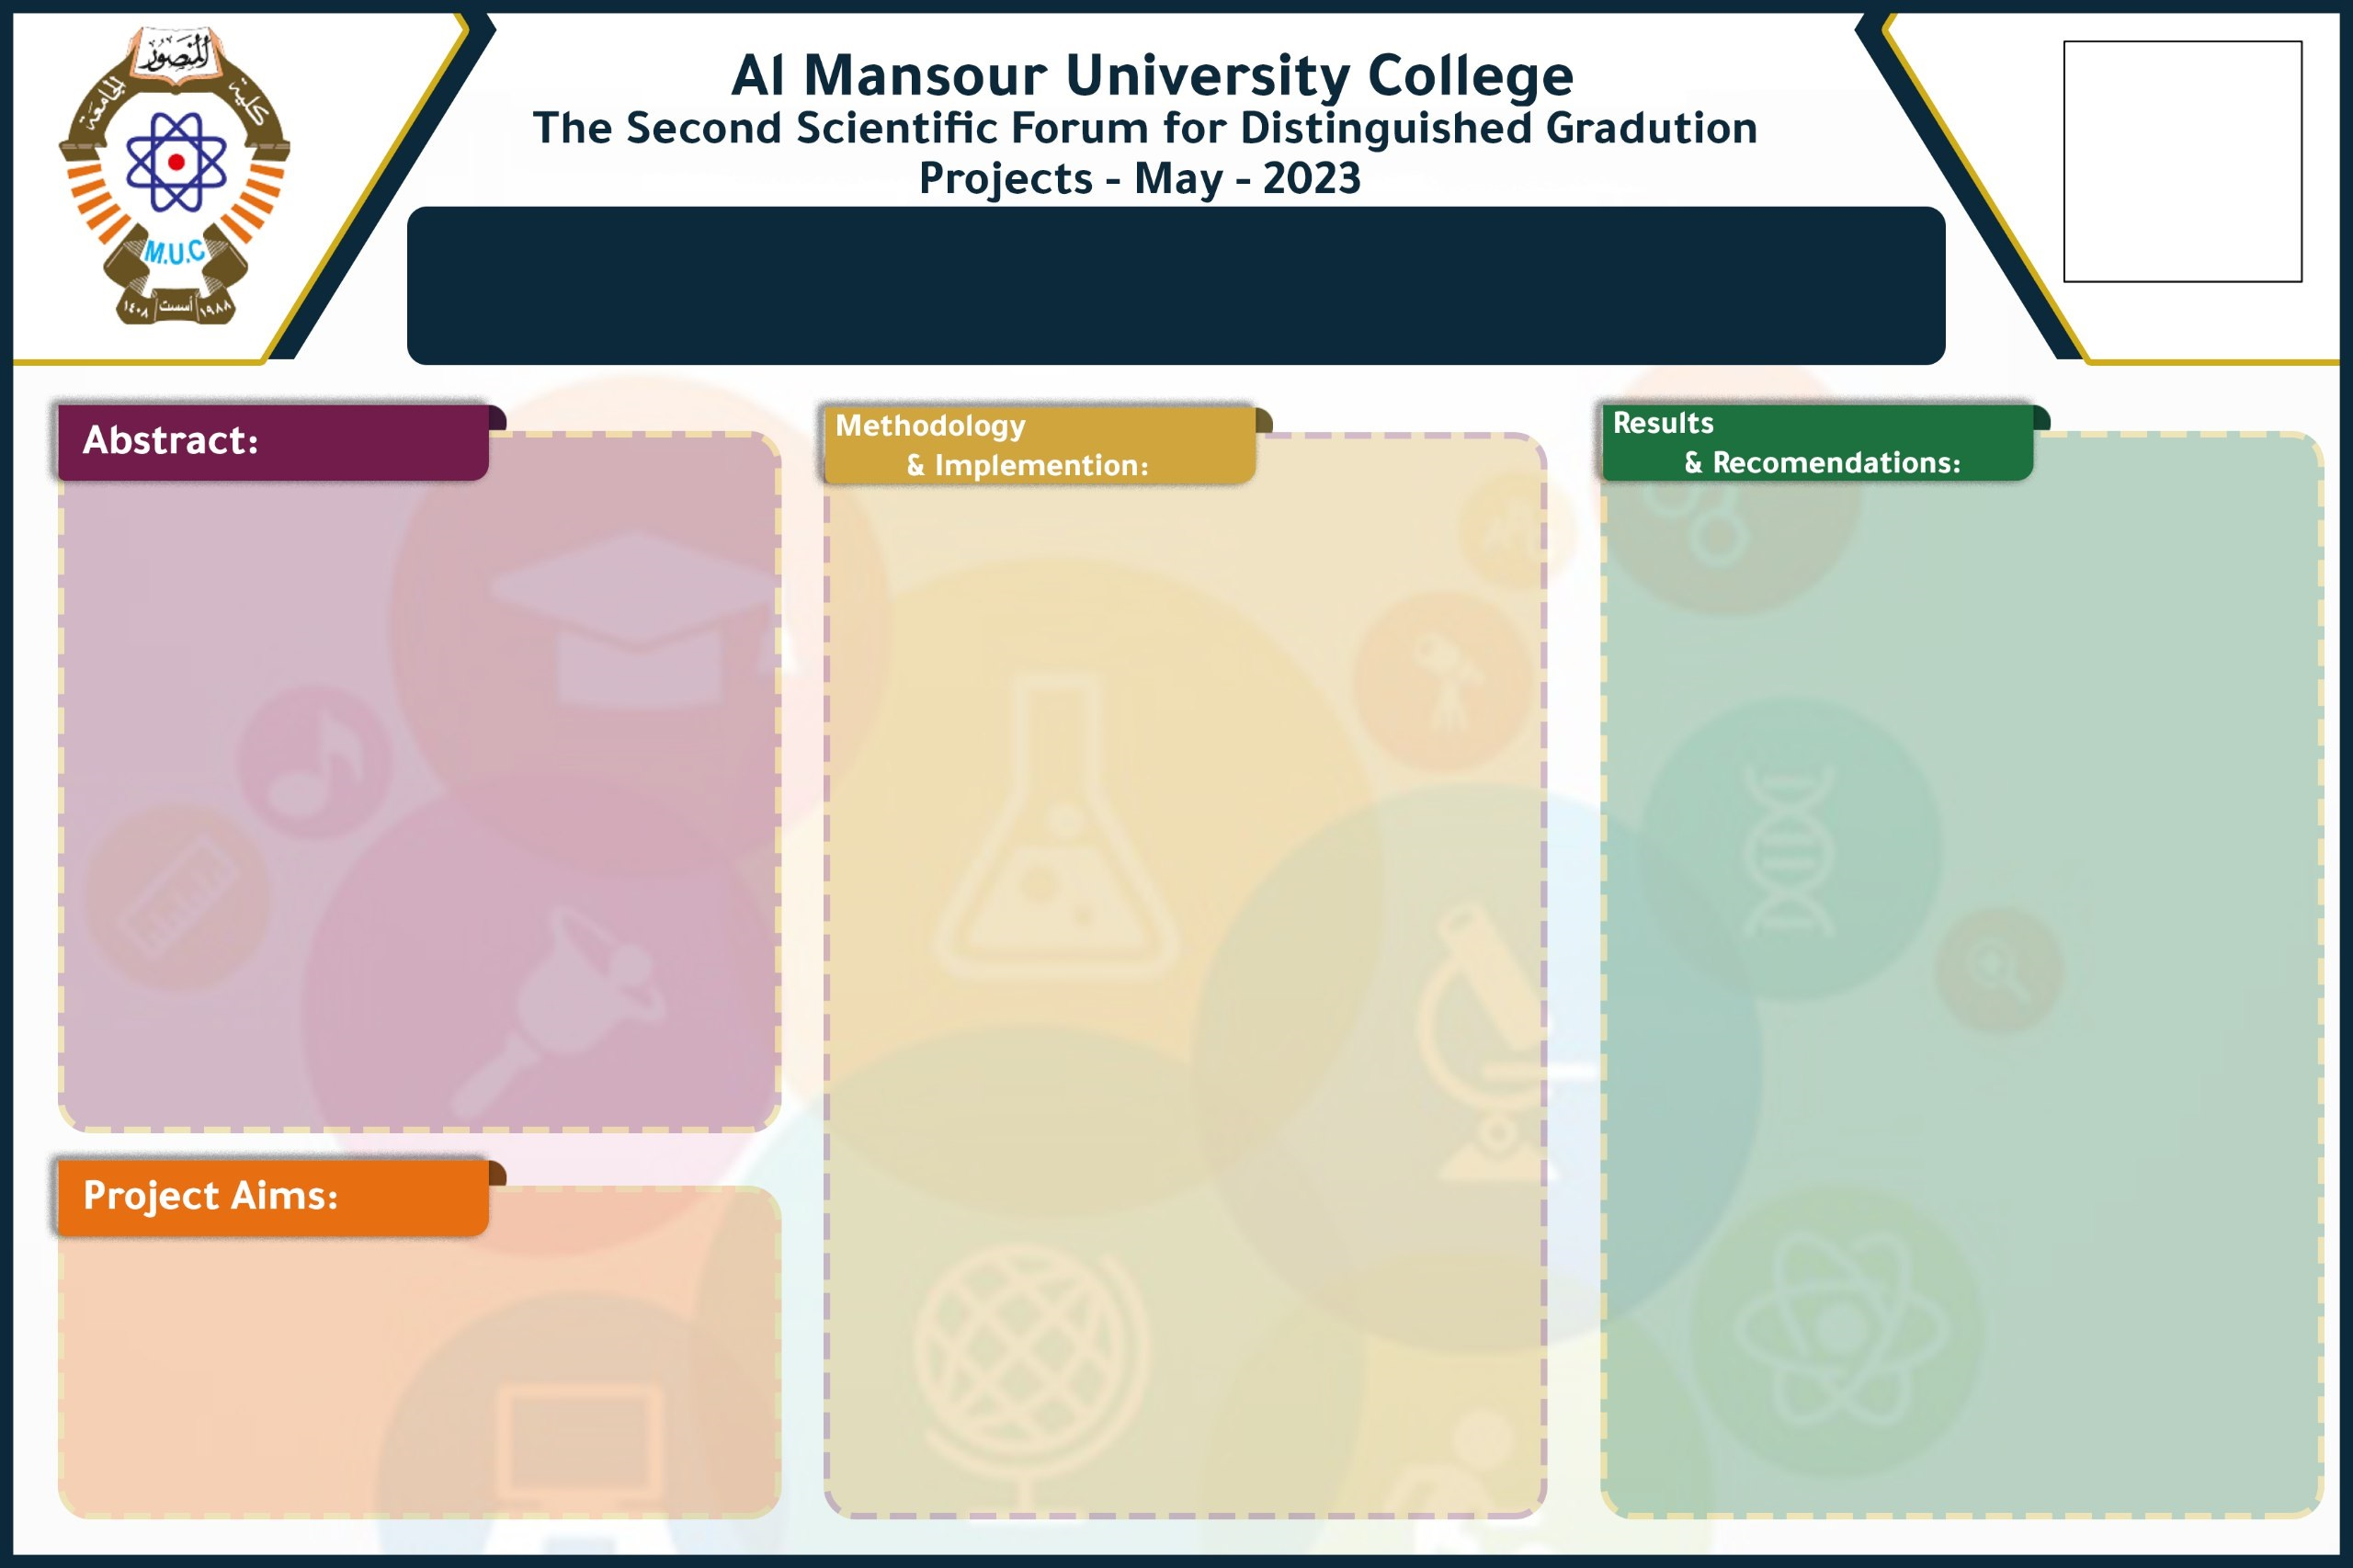 المنصور
كلية
الجامعة
M.U.C
١٤٠٨
أسست
١٩٨٨
Al Mansour University College
The Second Scientific Forum for Distinguished Gradution
Projects - May - 2023
Abstract:
Project Aims:
Methodology
& Implemention:
Results
& Recomendations: